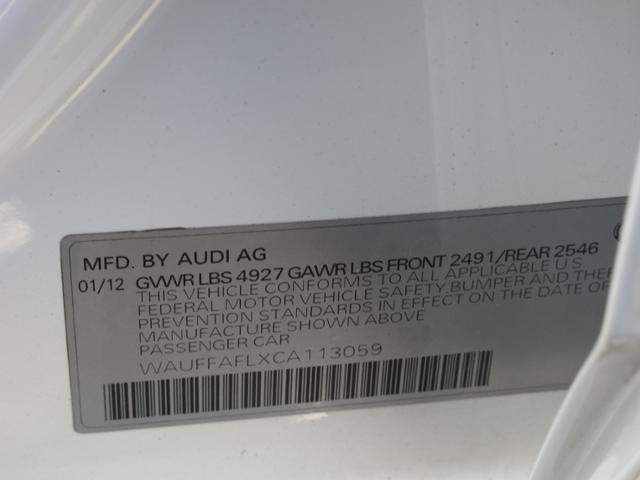 MFD. BY AUDI AG
01/12 GVWR LBS 4927 GAWR LBS FRONT 2491/REAR 2546
THIS VEHICLE CONFORMS TO ALL APPLICABLE U.S.
FEDERAL MOTOR VEHICLE SAFETY,BUMPER AND THEFT
PREVENTION STANDARDS IN EFFECT ON THE DATE OF
MANUFACTURE SHOWN ABOVE
PASSENGER CAR
WAUFFAFLXCA113059